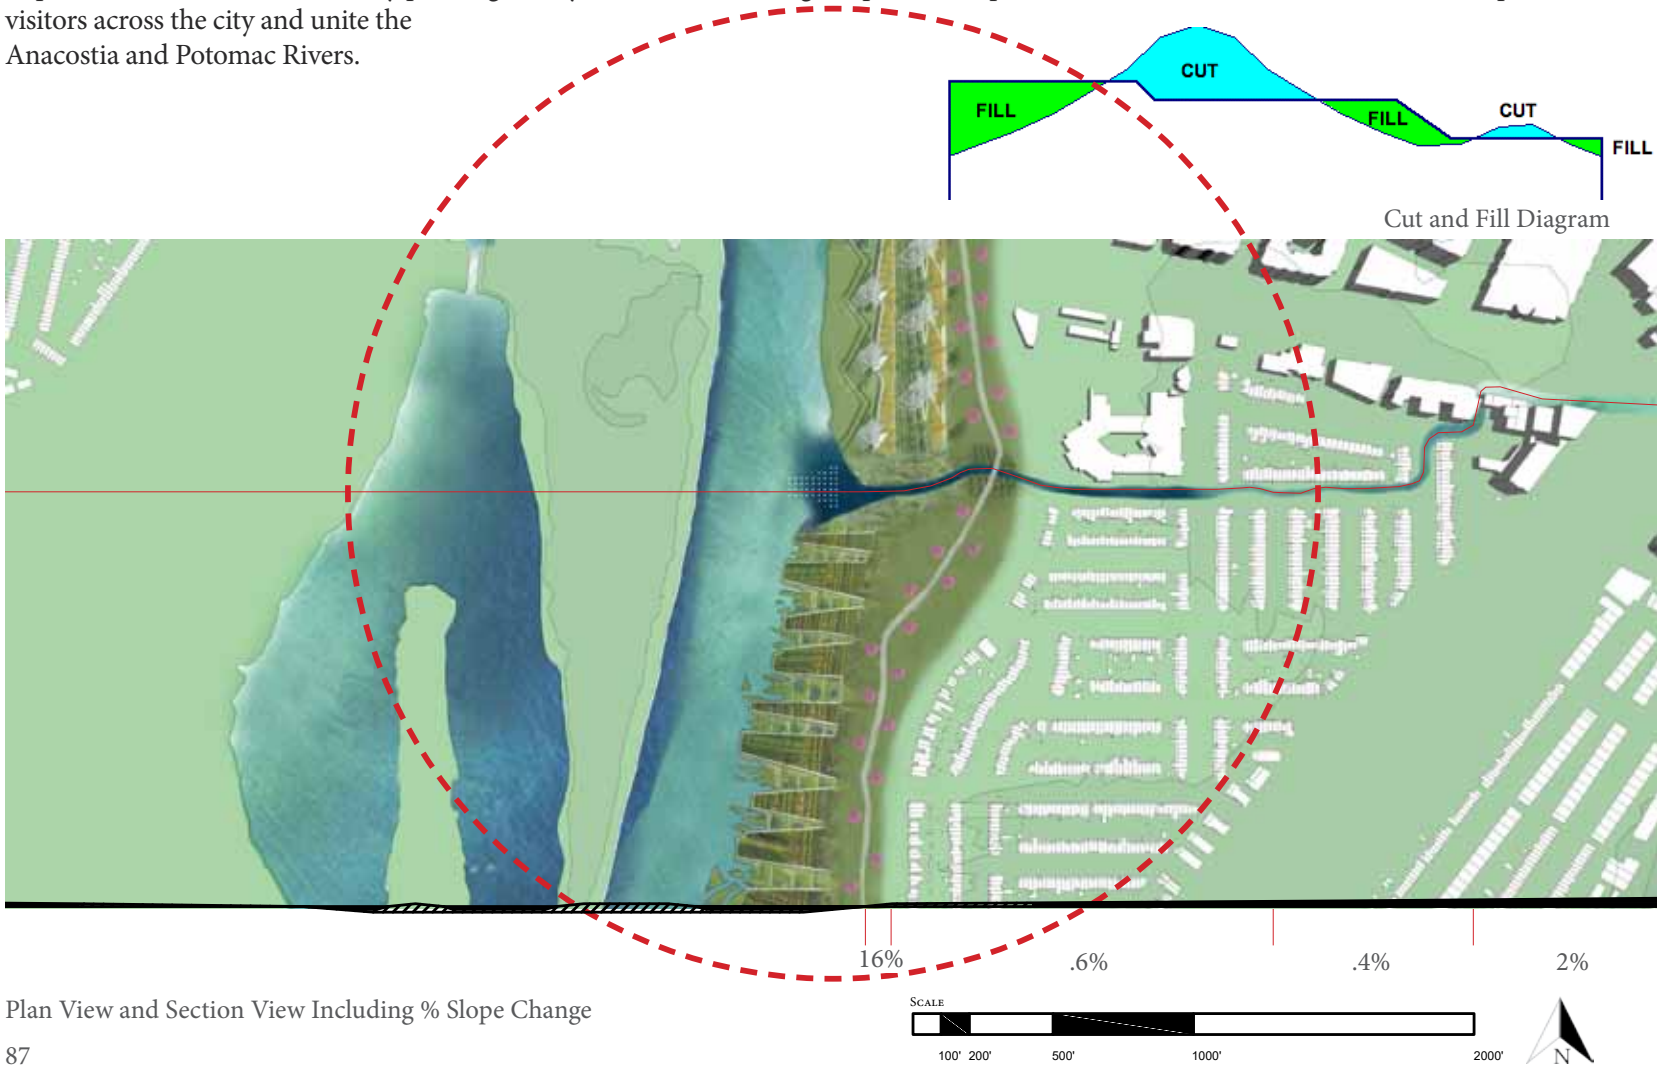 visitors across the city and unite the
Anacostia and Potomac Rivers.
CUT
FILL
FILL
CUT
FILL
Cut and Fill Diagram
16%
.6%
.4%
2%
Plan View and Section View Including % Slope Change
SCALE
100' 200' 500' 1000' 2000'
N
87